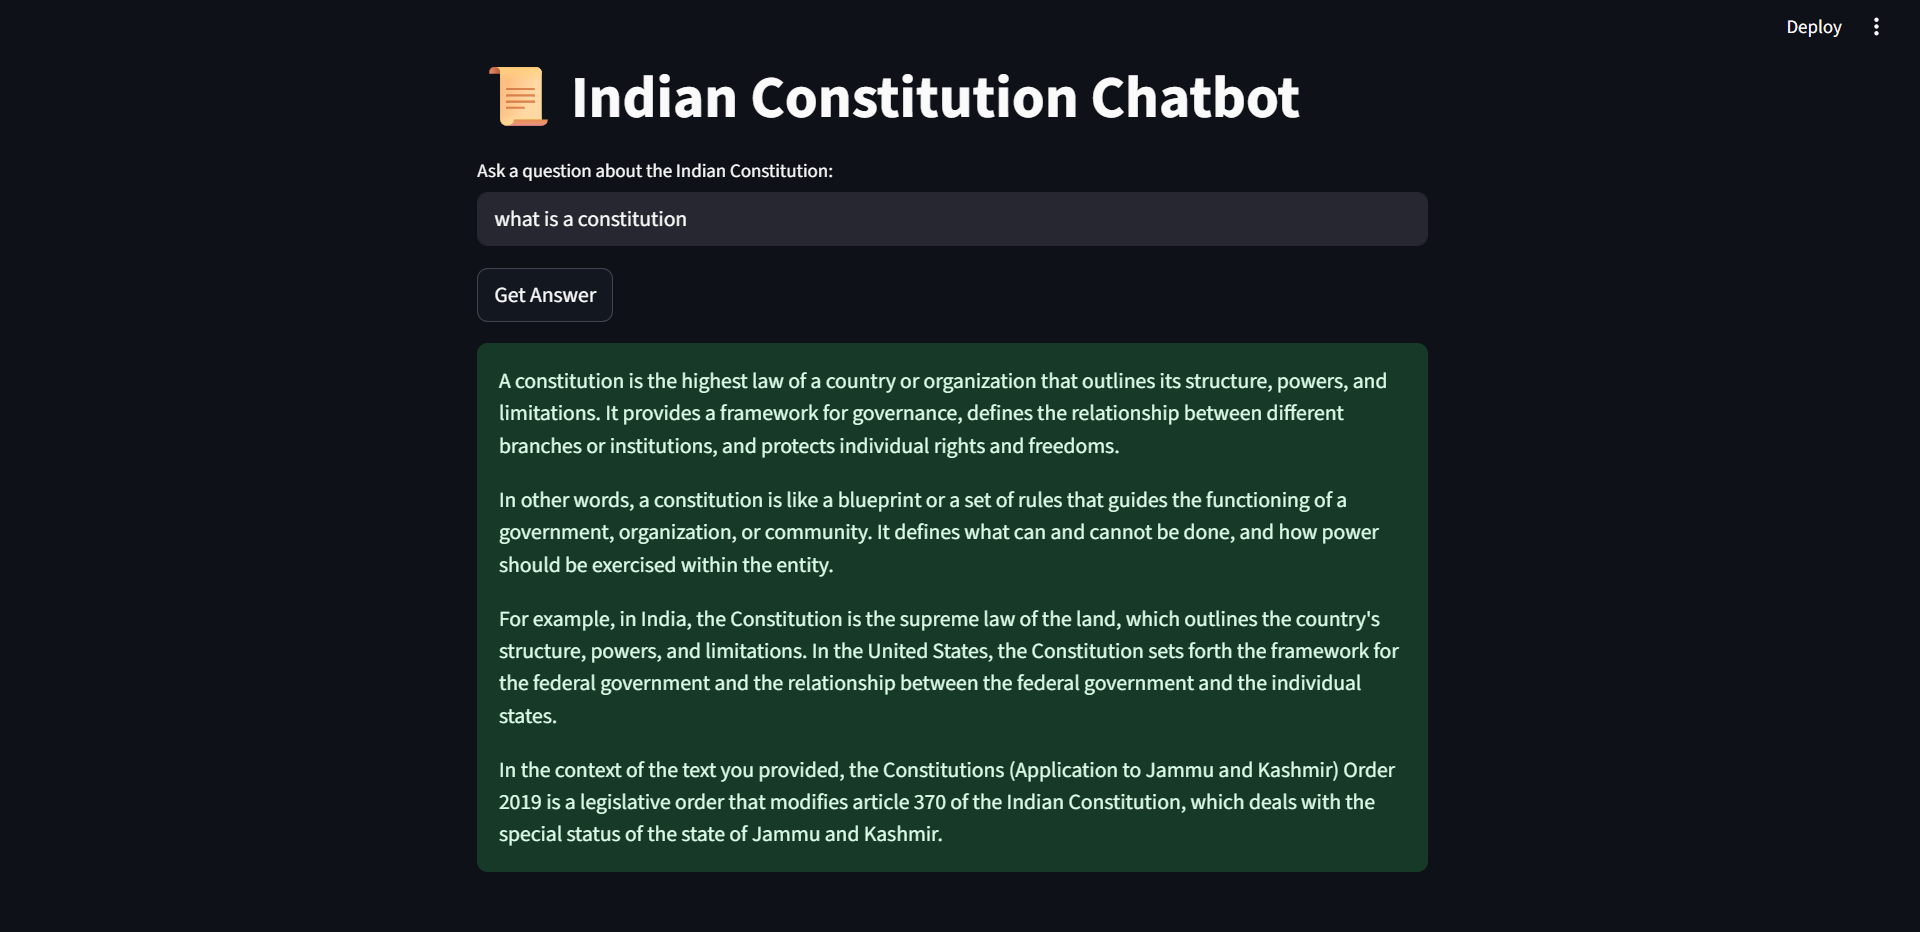 Deploy
Indian Constitution Chatbot
Ask a question about the Indian Constitution:
what is a constitution
Get Answer
A constitution is the highest law of a country or organization that outlines its structure, powers, and
limitations. It provides a framework for governance, defines the relationship between different
branches or institutions, and protects individual rights and freedoms.
In other words, a constitution is like a blueprint or a set of rules that guides the functioning of a
government, organization, or community. It defines what can and cannot be done, and how power
should be exercised within the entity.
For example, in India, the Constitution is the supreme law of the land, which outlines the country's
structure, powers, and limitations. In the United States, the Constitution sets forth the framework for
the federal government and the relationship between the federal government and the individual
states.
In the context of the text you provided, the Constitutions (Application to Jammu and Kashmir) Order
2019 is a legislative order that modifies article 370 of the Indian Constitution, which deals with the
special status of the state of Jammu and Kashmir.